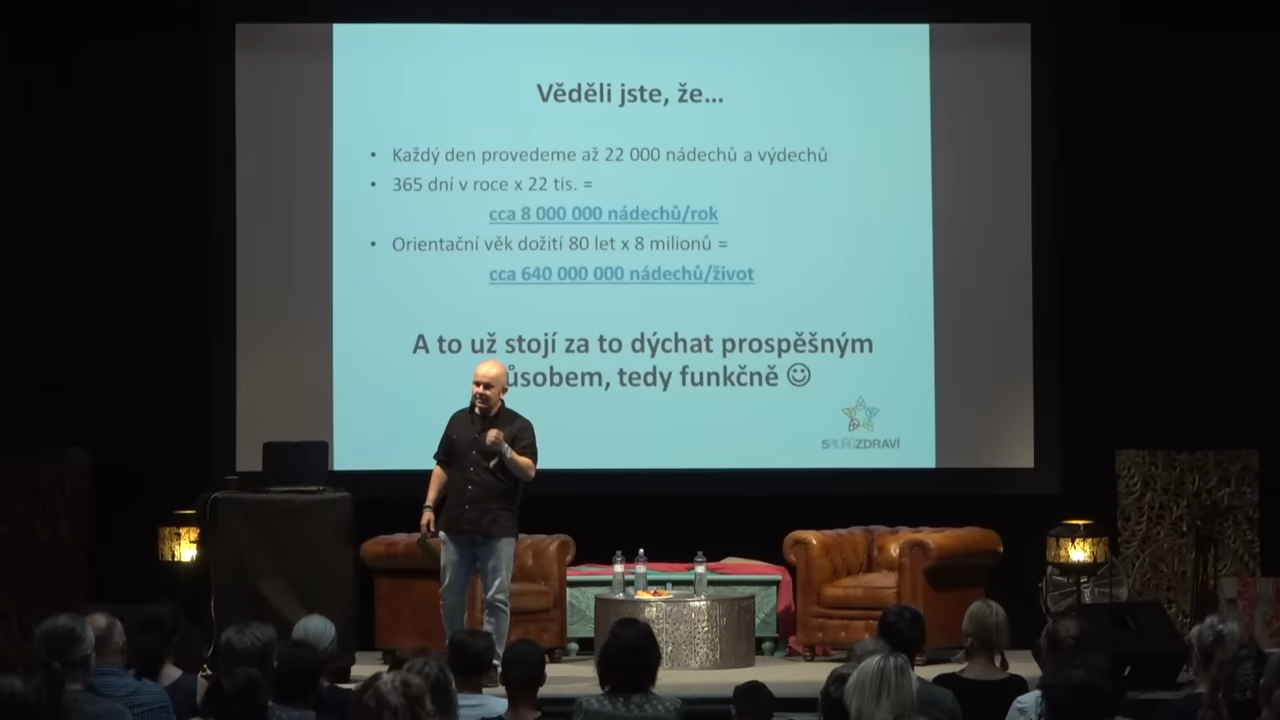 Věděli jste, že...
• Každý den provedeme až 22 000 nádechů a výdechů
• 365 dní v roce x 22 tis. =
cca 8 000 000 nádechů/rok
• Orientační věk dožití 80 let x 8 milionů =
cca 640 000 000 nádechů/život
A to už stojí za to dýchat prospěšným
ůsobem, tedy funkčně ☺
5PILÍŘŮZDRAVÍ